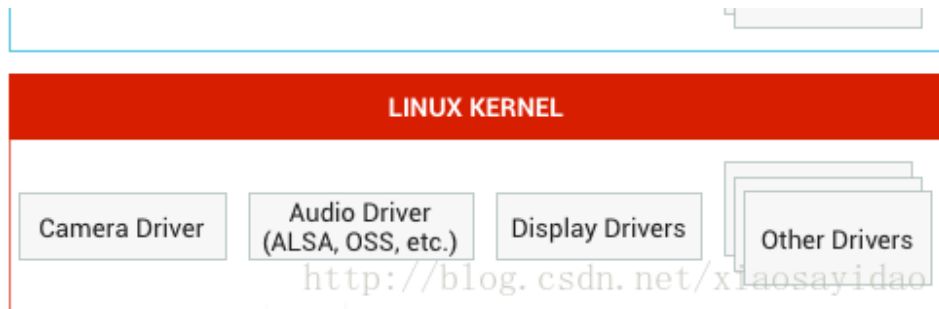 LINUX KERNEL
Camera Driver
Audio Driver
(ALSA, OSS, etc.)
Display Drivers
Other Drivers
http://blog.csdn.net/xiaosayidao